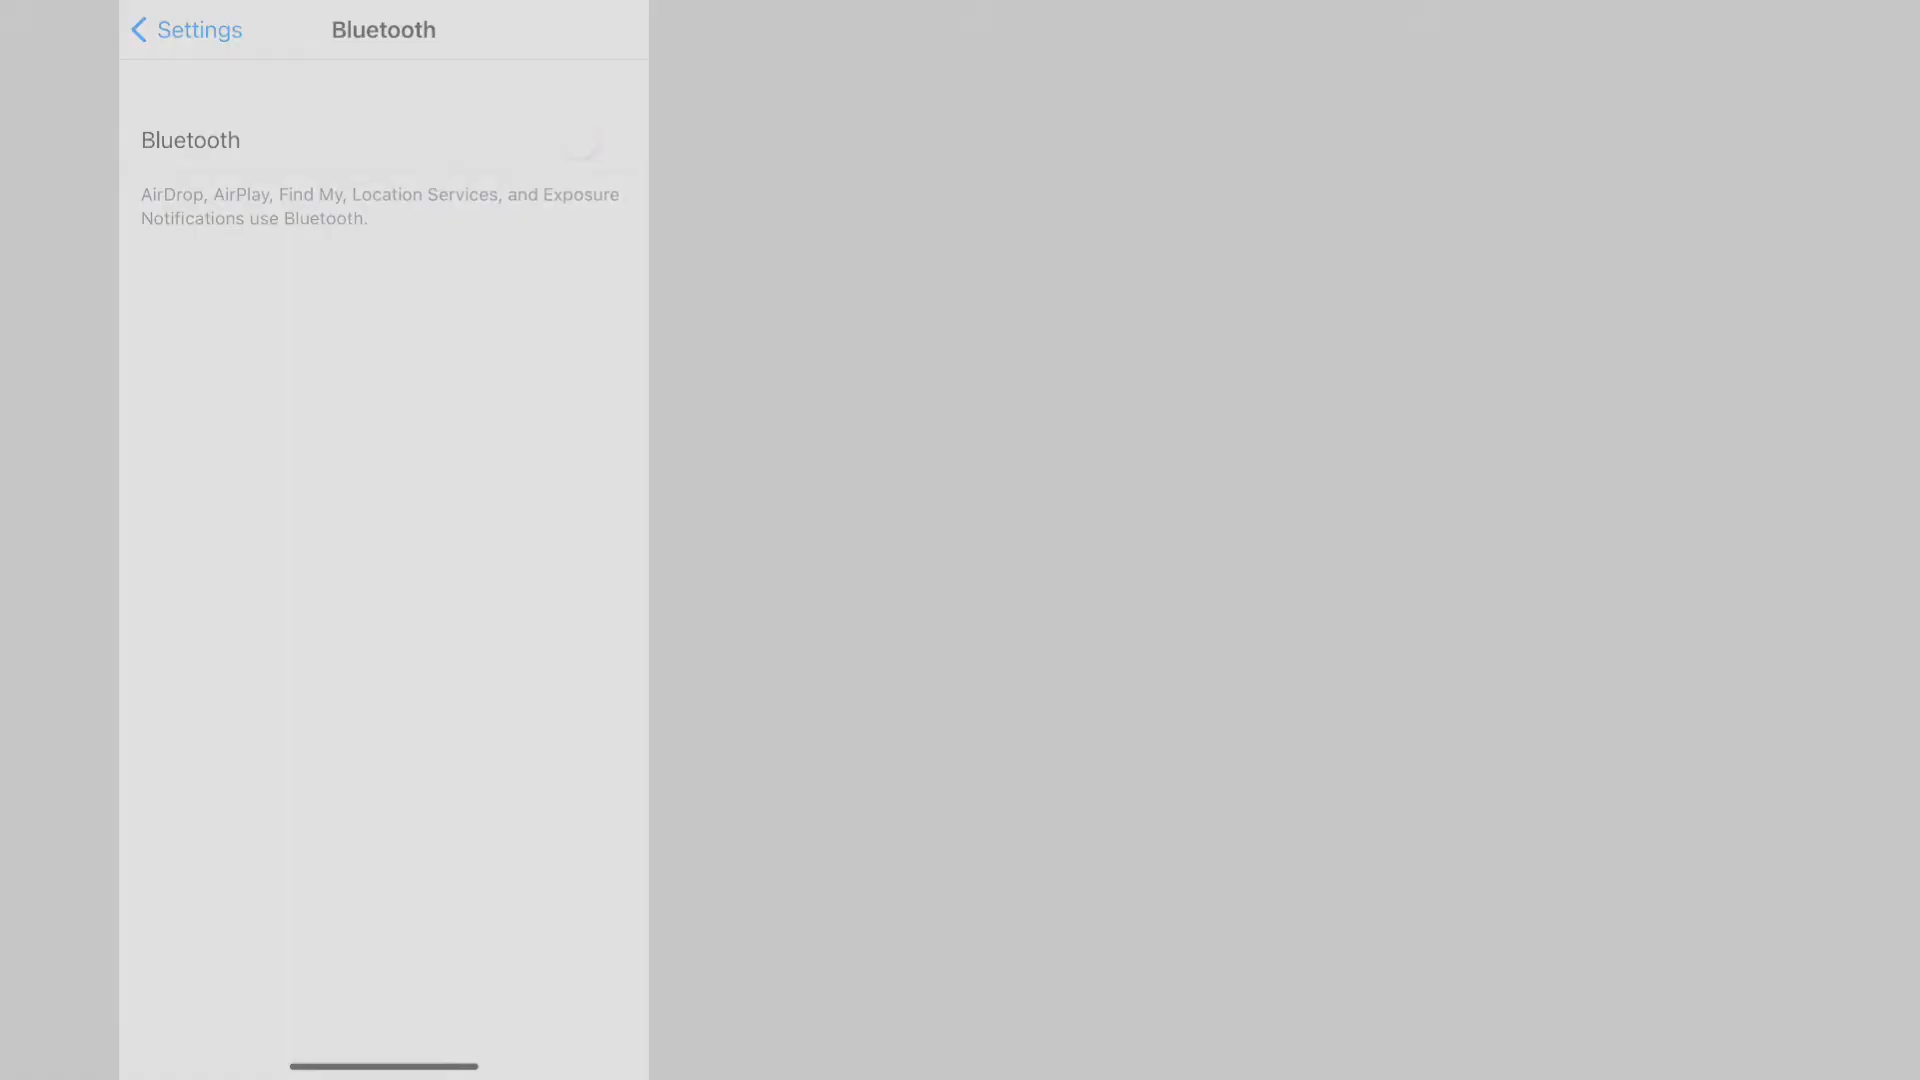 Settings
Bluetooth
Bluetooth
AirDrop, AirPlay, Find My, Location Services, and Exposure
Notifications use Bluetooth.